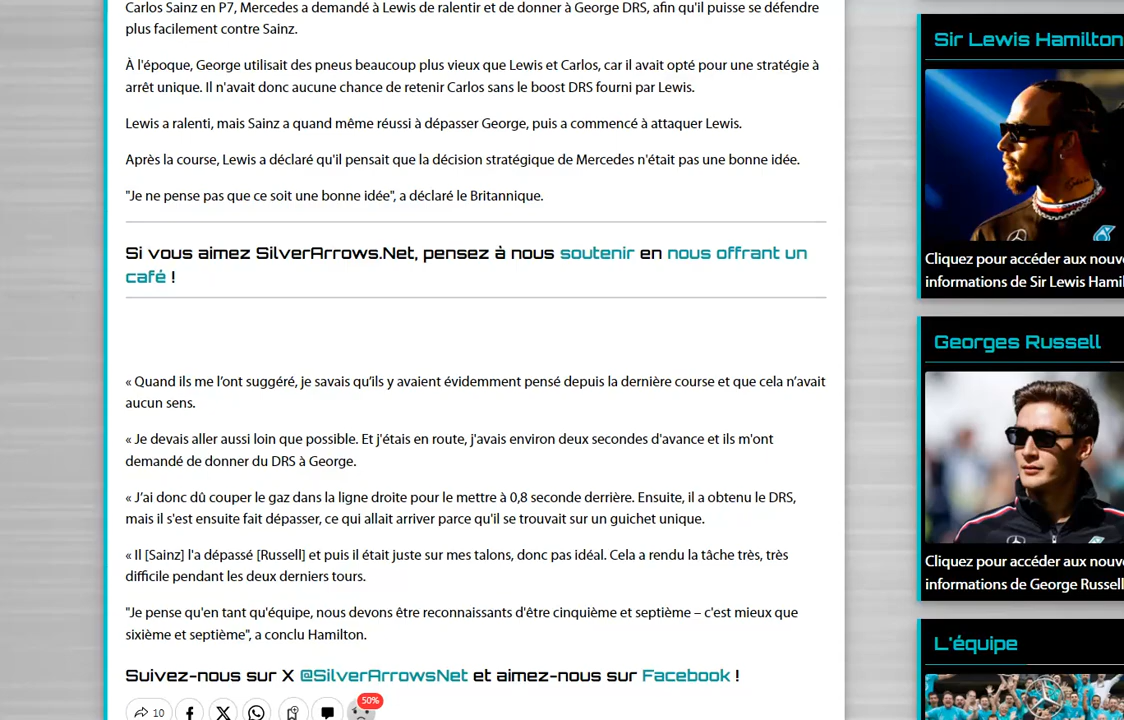 Carlos Sainz en P7, Mercedes a demandé à Lewis de ralentir et de donner à George DRS, afin qu'il puisse se défendre
plus facilement contre Sainz.
À l'époque, George utilisait des pneus beaucoup plus vieux que Lewis et Carlos, car il avait opté pour une stratégie à
arrêt unique. Il n'avait donc aucune chance de retenir Carlos sans le boost DRS fourni par Lewis.
Lewis a ralenti, mais Sainz a quand même réussi à dépasser George, puis a commencé à attaquer Lewis.
Après la course, Lewis a déclaré qu'il pensait que la décision stratégique de Mercedes n'était pas une bonne idée.
"Je ne pense pas que ce soit une bonne idée", a déclaré le Britannique.
Si vous aimez SilverArrows.Net, pensez à nous soutenir en nous offrant un
café !
« Quand ils me l’ont suggéré, je savais qu’ils y avaient évidemment pensé depuis la dernière course et que cela n’avait
aucun sens.
« Je devais aller aussi loin que possible. Et j'étais en route, j'avais environ deux secondes d'avance et ils m'ont
demandé de donner du DRS à George.
« J’ai donc dû couper le gaz dans la ligne droite pour le mettre à 0,8 seconde derrière. Ensuite, il a obtenu le DRS,
mais il s'est ensuite fait dépasser, ce qui allait arriver parce qu'il se trouvait sur un guichet unique.
« Il [Sainz] l'a dépassé [Russell] et puis il était juste sur mes talons, donc pas idéal. Cela a rendu la tâche très, très
difficile pendant les deux derniers tours.
"Je pense qu'en tant qu'équipe, nous devons être reconnaissants d'être cinquième et septième – c'est mieux que
sixième et septième", a conclu Hamilton.
Suivez-nous sur X @SilverArrowsNet et aimez-nous sur Facebook !
10
50%
Sir Lewis Hamilton
Cliquez pour accéder aux nouv
informations de Sir Lewis Hamil
Georges Russell
Cliquez pour accéder aux nouv
informations de George Russell
L'équipe